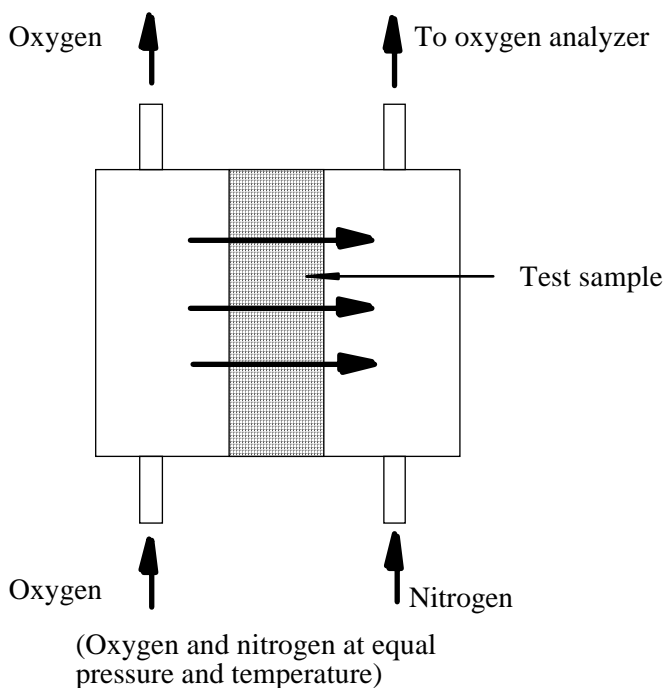 Oxygen
To oxygen analyzer
Test sample
Oxygen
Nitrogen
(Oxygen and nitrogen at equal
pressure and temperature)